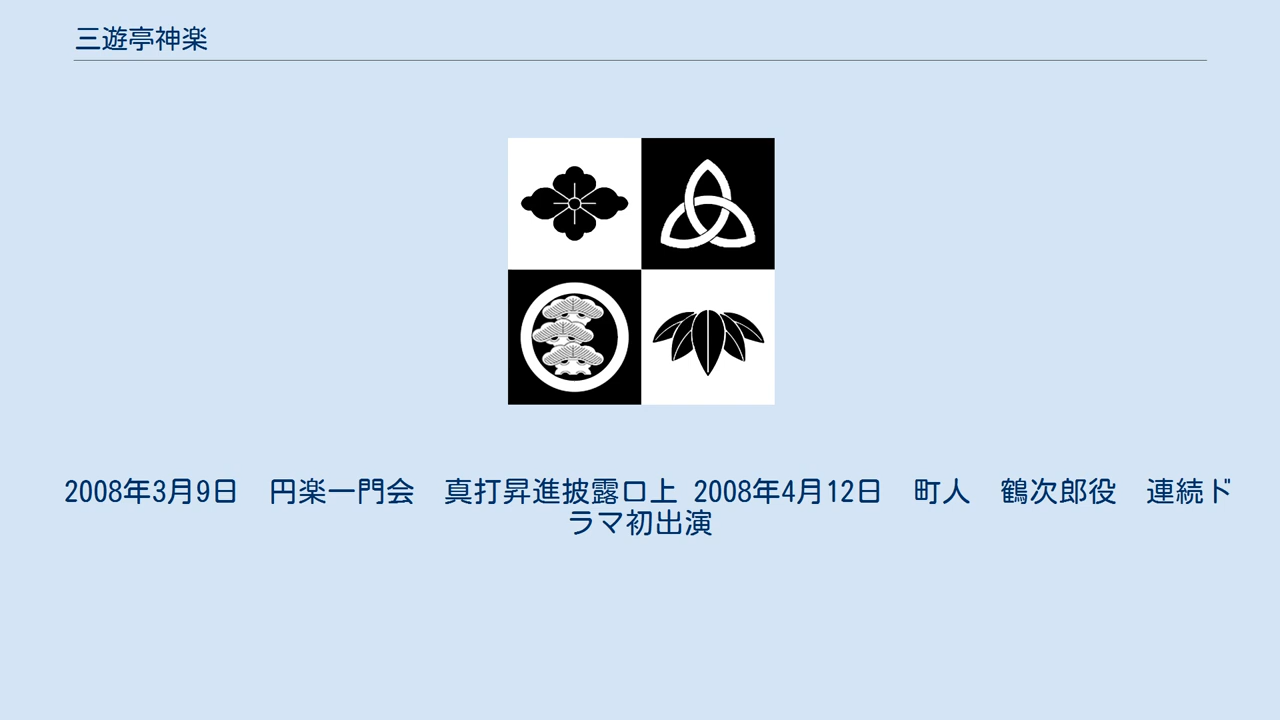 三遊亭神楽
2008年3月9日　円楽一門会　真打昇進披露口上 2008年4月12日　町人　鶴次郎役　連続ド
ラマ初出演